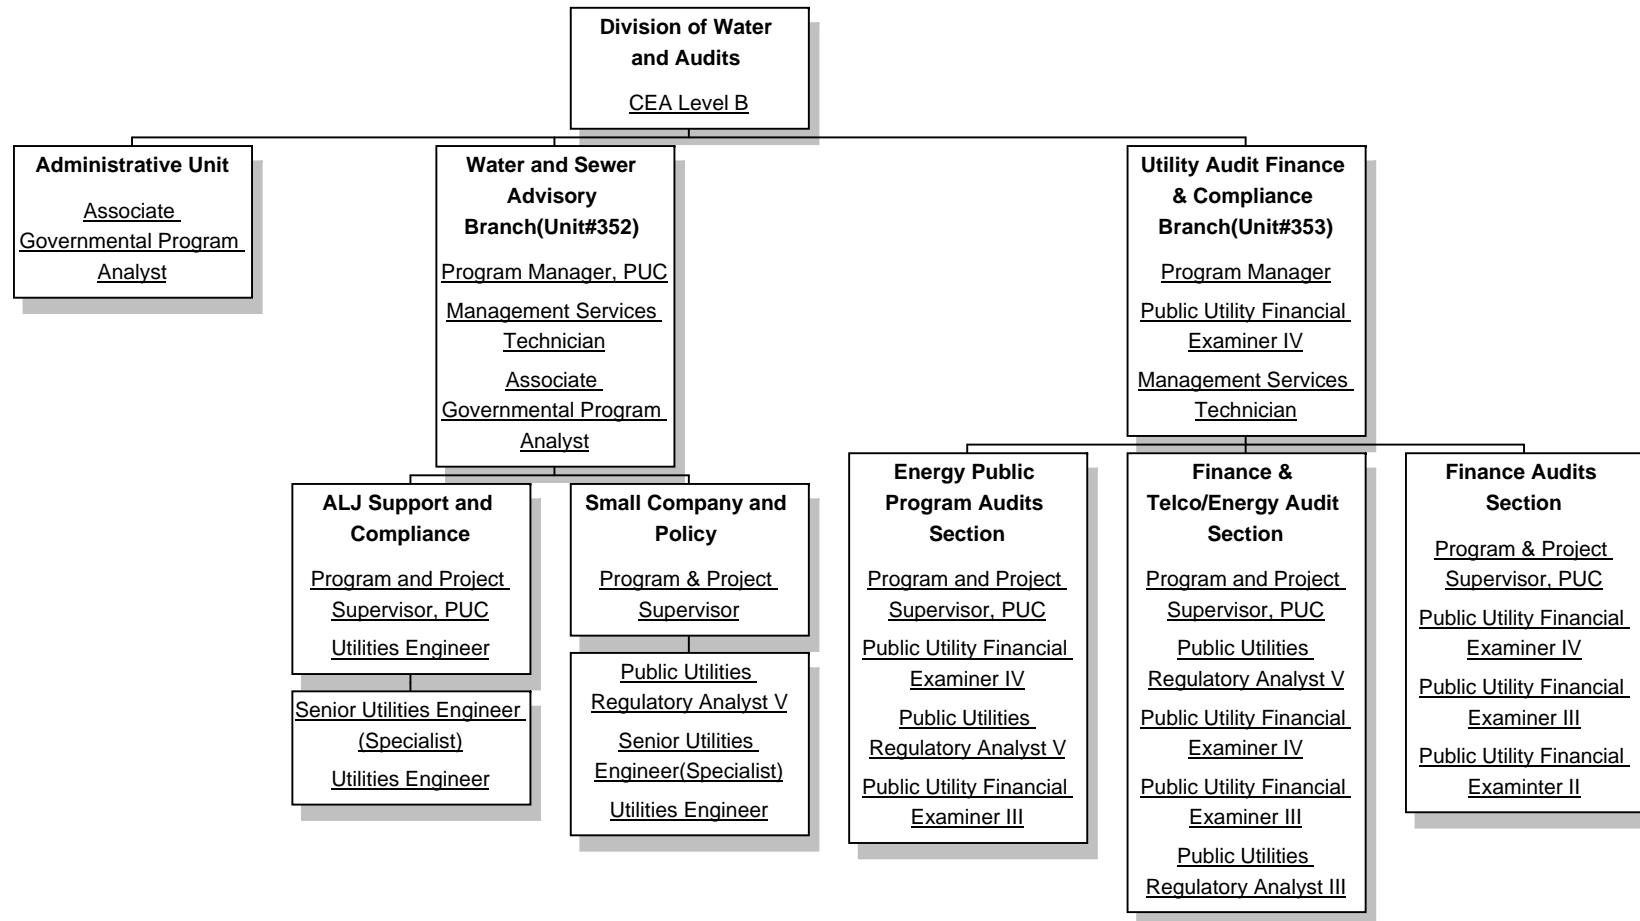 Division of Water
and Audits
CEA Level B
Administrative Unit
Associate
Governmental Program
Analyst
Water and Sewer
Advisory
Branch(Unit#352)
Program Manager, PUC
Management Services
Technician
Associate
Governmental Program
Analyst
Utility Audit Finance
& Compliance
Branch(Unit#353)
Program Manager
Public Utility Financial
Examiner IV
Management Services
Technician
ALJ Support and
Compliance
Program and Project
Supervisor, PUC
Utilities Engineer
Senior Utilities Engineer
(Specialist)
Utilities Engineer
Small Company and
Policy
Program & Project
Supervisor
Public Utilities
Regulatory Analyst V
Senior Utilities
Engineer(Specialist)
Utilities Engineer
Energy Public
Program Audits
Section
Program and Project
Supervisor, PUC
Public Utility Financial
Examiner IV
Public Utilities
Regulatory Analyst V
Public Utility Financial
Examiner III
Finance &
Telco/Energy Audit
Section
Program and Project
Supervisor, PUC
Public Utilities
Regulatory Analyst V
Public Utility Financial
Examiner IV
Public Utility Financial
Examiner III
Public Utilities
Regulatory Analyst III
Finance Audits
Section
Program & Project
Supervisor, PUC
Public Utility Financial
Examiner IV
Public Utility Financial
Examiner III
Public Utility Financial
Examinter II